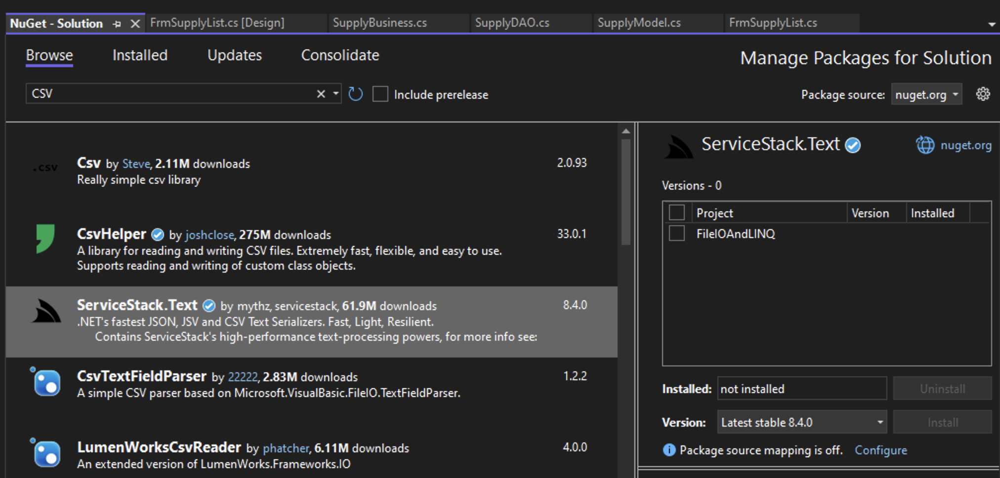 NuGet - Solution
FrmSupplyList.cs [Design]
SupplyBusiness.cs
SupplyDAO.cs
SupplyModel.cs
FrmSupplyList.cs
Browse
Installed
Updates
Consolidate
Manage Packages for Solution
CSV
Include prerelease
Package source:
nuget.org
.csv
Csv by Steve, 2.11M downloads
2.0.93
Really simple csv library
CsvHelper by joshclose, 275M downloads
33.0.1
A library for reading and writing CSV files. Extremely fast, flexible, and easy to use.
Supports reading and writing of custom class objects.
ServiceStack.Text by mythz, servicestack, 61.9M downloads
8.4.0
.NET's fastest JSON, JSV and CSV Text Serializers. Fast, Light, Resilient.
Contains ServiceStack's high-performance text-processing powers, for more info see:
CsvTextFieldParser by 22222, 2.83M downloads
1.2.2
A simple CSV parser based on Microsoft.VisualBasic.FileIO.TextFieldParser.
LumenWorksCsvReader by phatcher, 6.11M downloads
4.0.0
An extended version of LumenWorks.Frameworks.IO
ServiceStack.Text
nuget.org
Versions - 0
Project
Version
Installed
FileIOAndLINQ
Installed:
not installed
Uninstall
Version:
Latest stable 8.4.0
Install
Package source mapping is off.
Configure